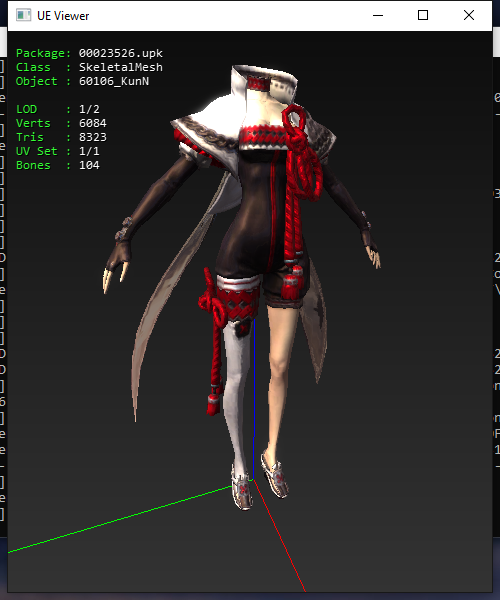 UE Viewer
Package: 00023526.upk
Class  : SkeletalMesh
Object : 60106_KunN
LOD    : 1/2
Verts  : 6084
Tris   : 8323
UV Set : 1/1
Bones  : 104